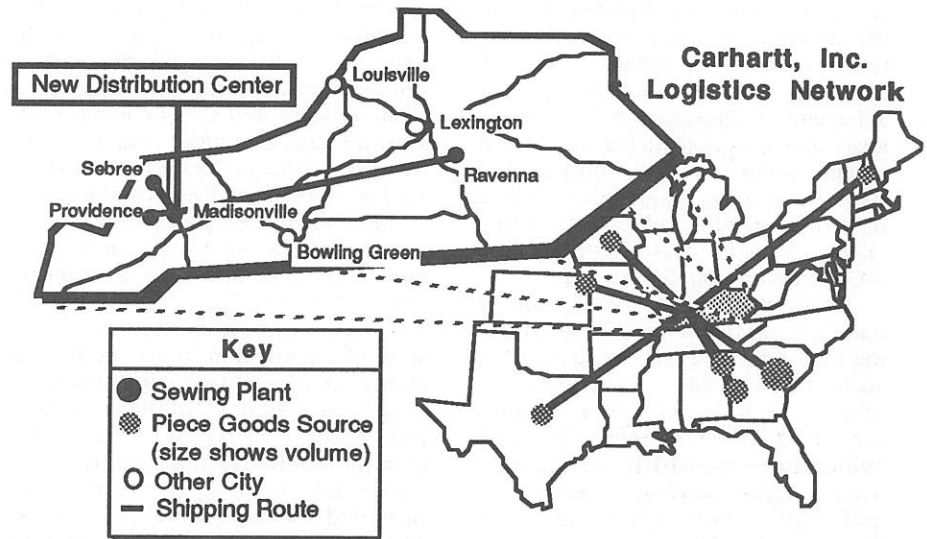 Carhartt, Inc.
Logistics Network
New Distribution Center
Louisville
Lexington
Sebree
Ravenna
Providence
Madisonville
Bowling Green
Key
Sewing Plant
Piece Goods Source
(size shows volume)
Other City
Shipping Route